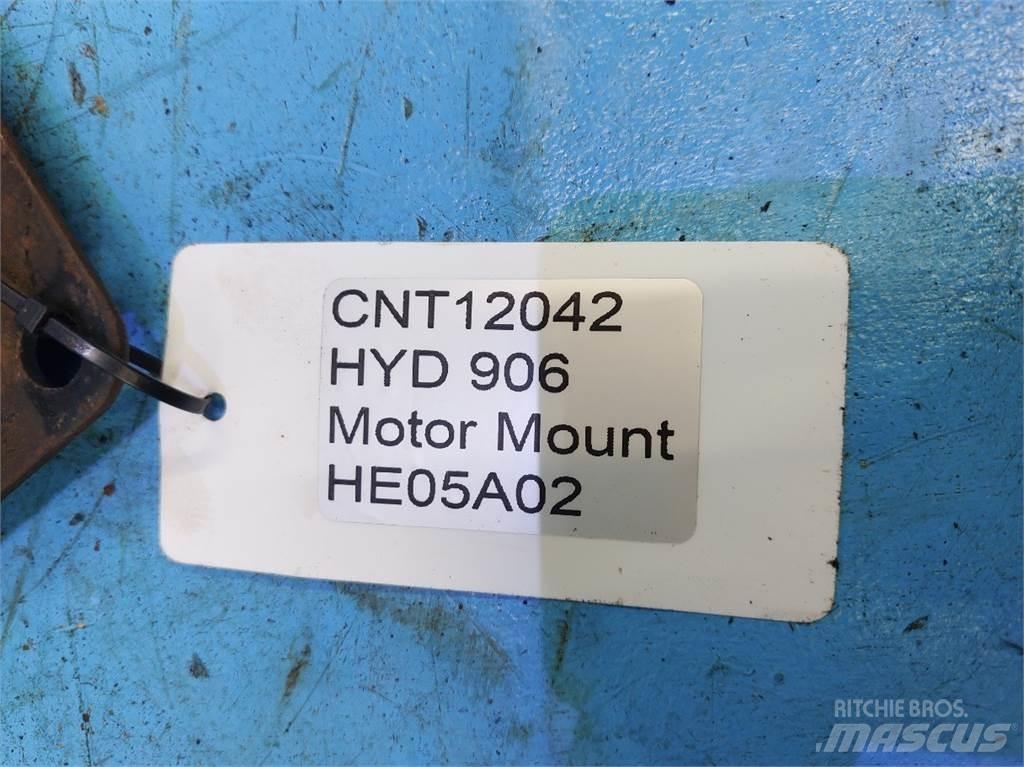 CNT12042
HYD 906
Motor Mount
HE05A02
RITCHIE BROS.
MASCUS